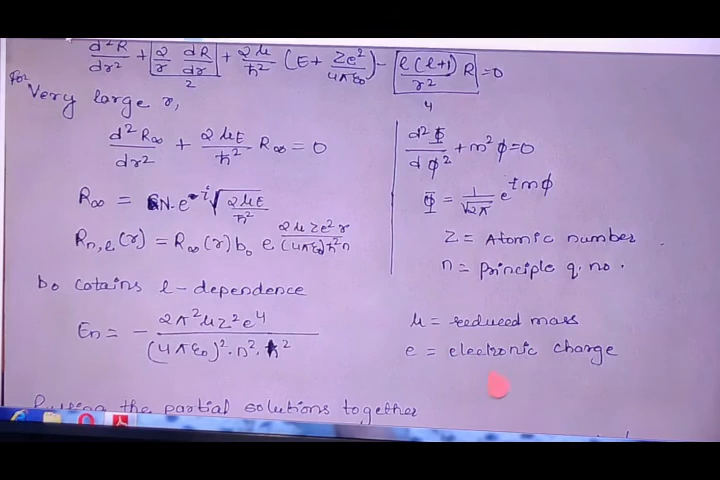 d²R/dr² + [2/r dR/dr] + 2μ/ħ² (E + Ze²/4πε₀) - [l(l+1)/r² R] = 0
2
4
For
Very large r,
d²R∞/dr² + 2μE/ħ² R∞ = 0
R∞ = N.e^-i√(2μE/ħ²)
Rn,e(r) = R∞(r) b₀ e 2μZe²r/(4πε₀)ħ²n
b₀ cotains l-dependence
En = - 2π²μZ²e⁴/(4πε₀)².n².ħ²
d²Φ/dϕ² + m²ϕ = 0
Φ = 1/√2π e^imϕ
Z = Atomic number
n = principle q. no.
μ = reduced mass
e = electronic charge
the partial solutions together